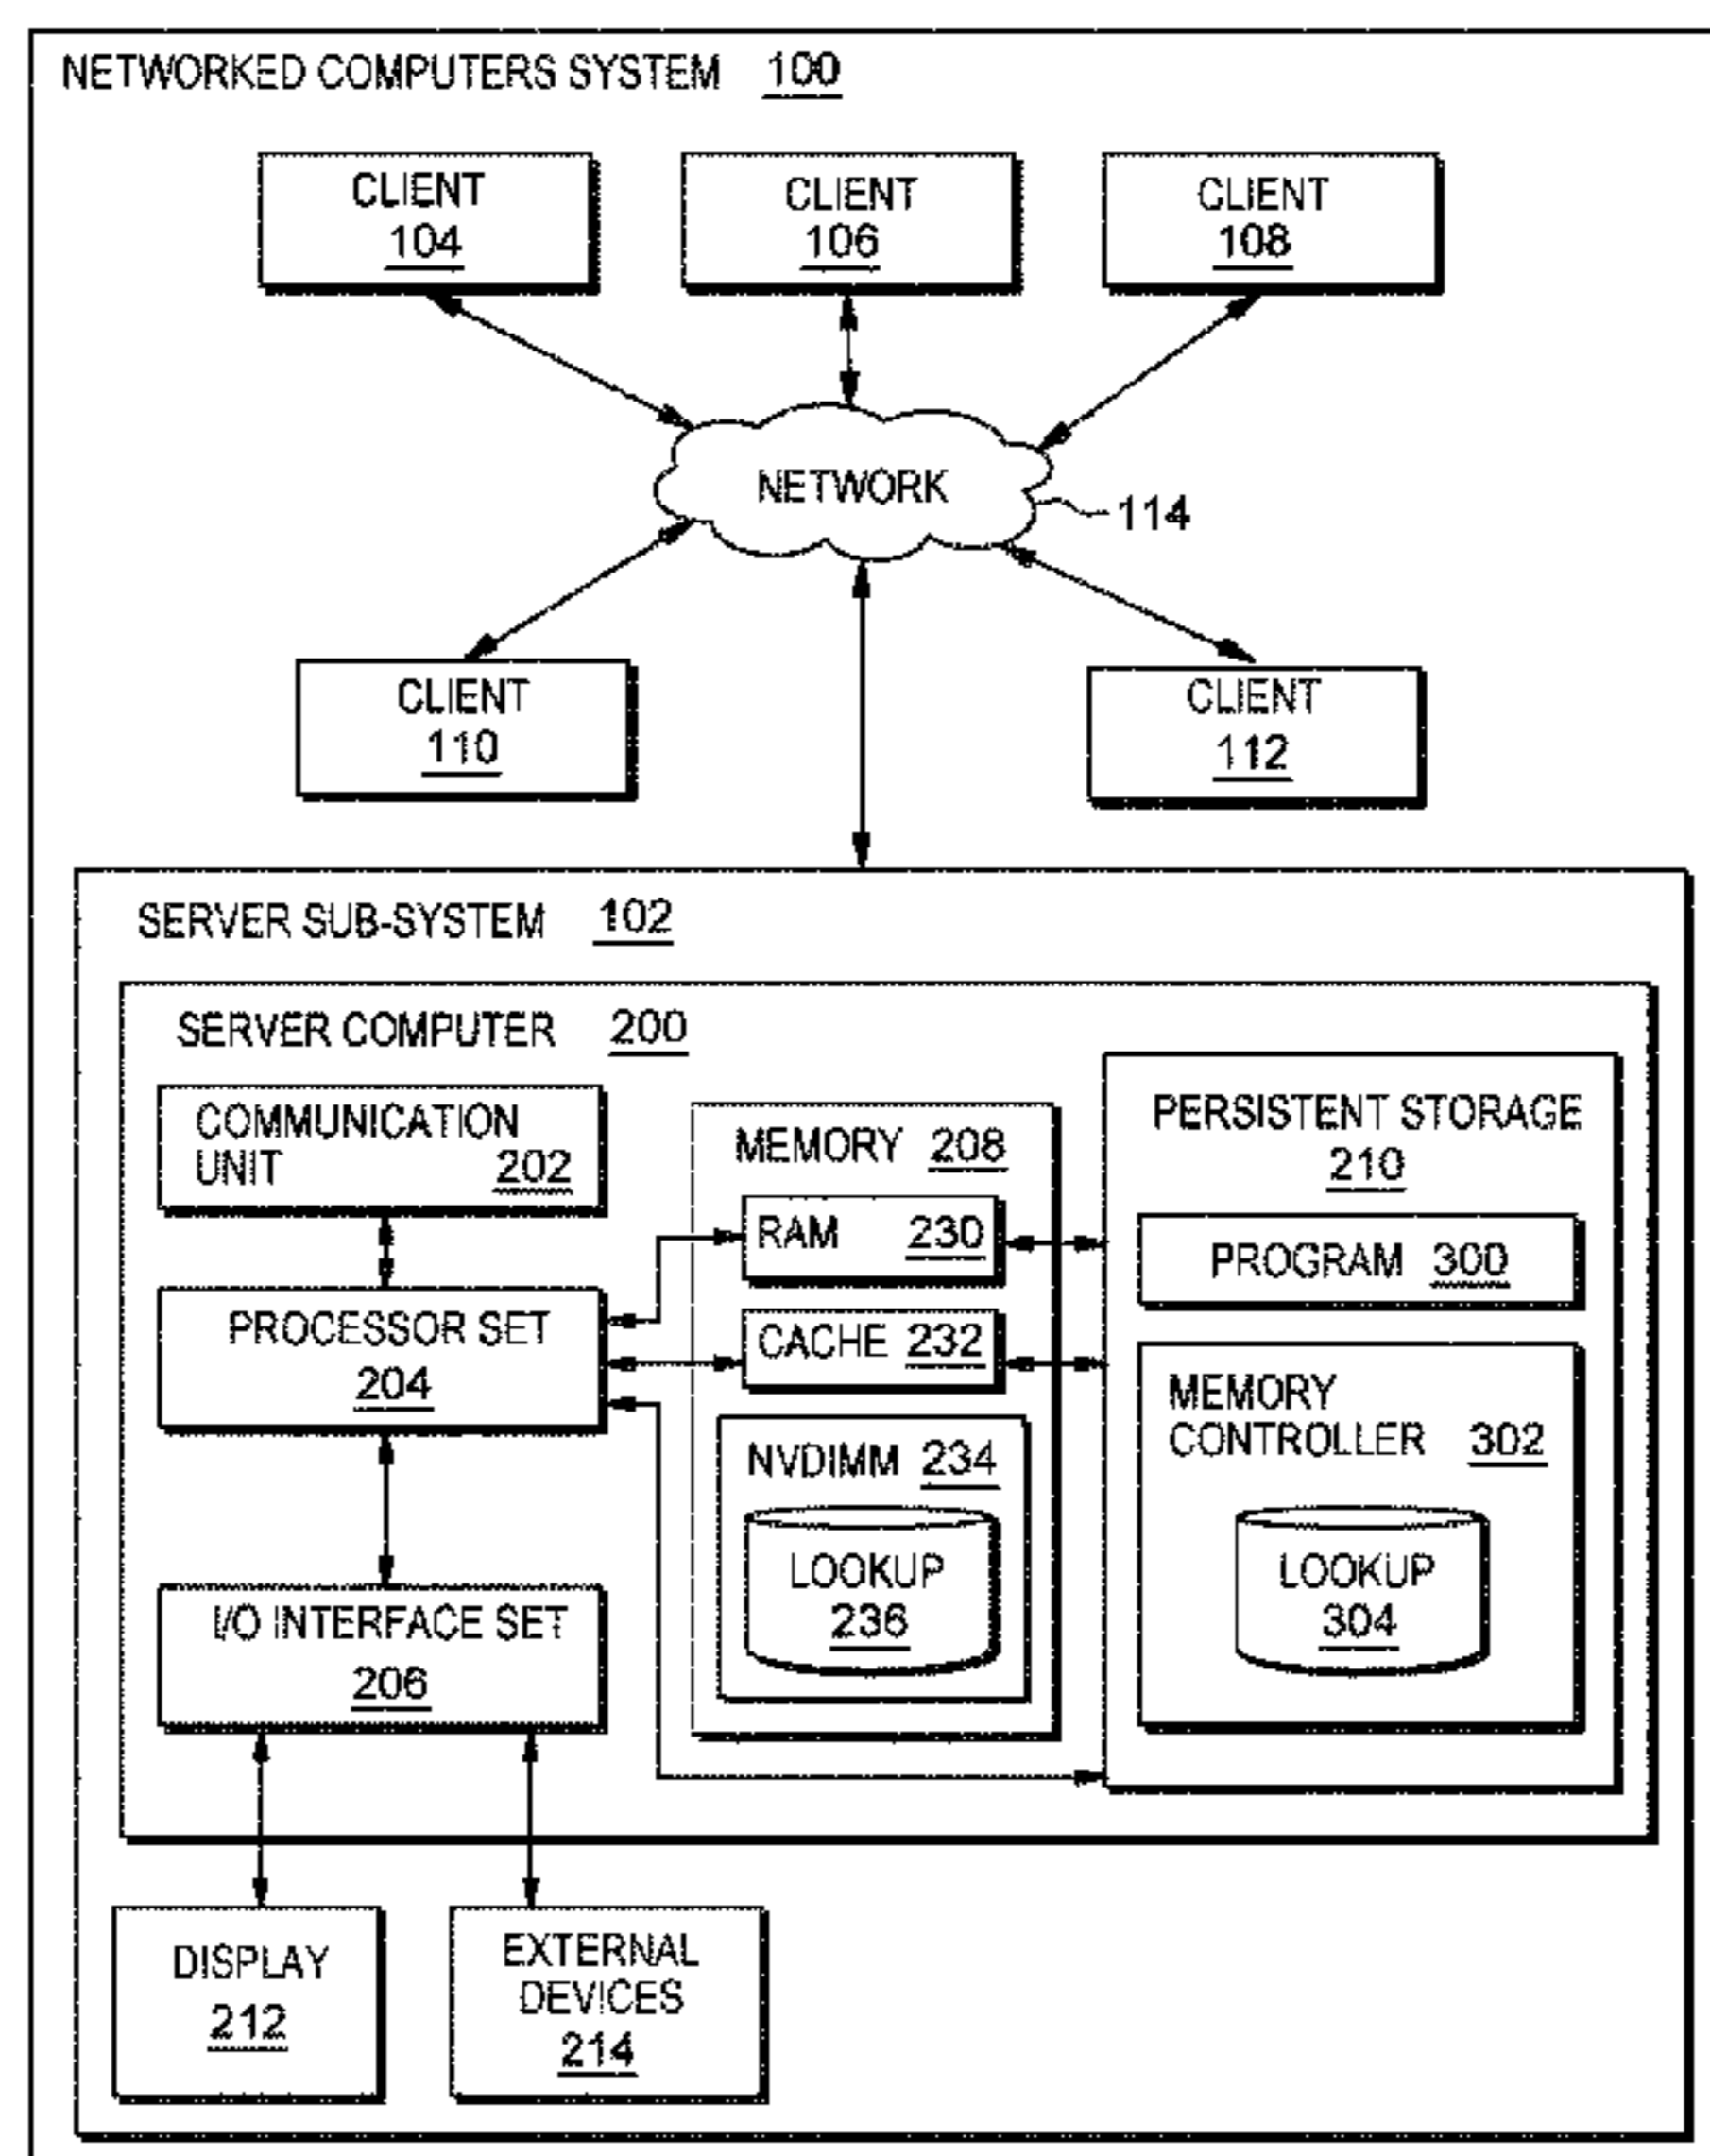 NETWORKED COMPUTERS SYSTEM 100
CLIENT
104
CLIENT
106
CLIENT
108
NETWORK
114
CLIENT
110
CLIENT
112
SERVER SUB-SYSTEM 102
SERVER COMPUTER 200
COMMUNICATION
UNIT 202
PROCESSOR SET
204
I/O INTERFACE SET
206
MEMORY 208
RAM 230
CACHE 232
NVDIMM 234
LOOKUP
236
PERSISTENT STORAGE
210
PROGRAM 300
MEMORY
CONTROLLER 302
LOOKUP
304
DISPLAY
212
EXTERNAL
DEVICES
214